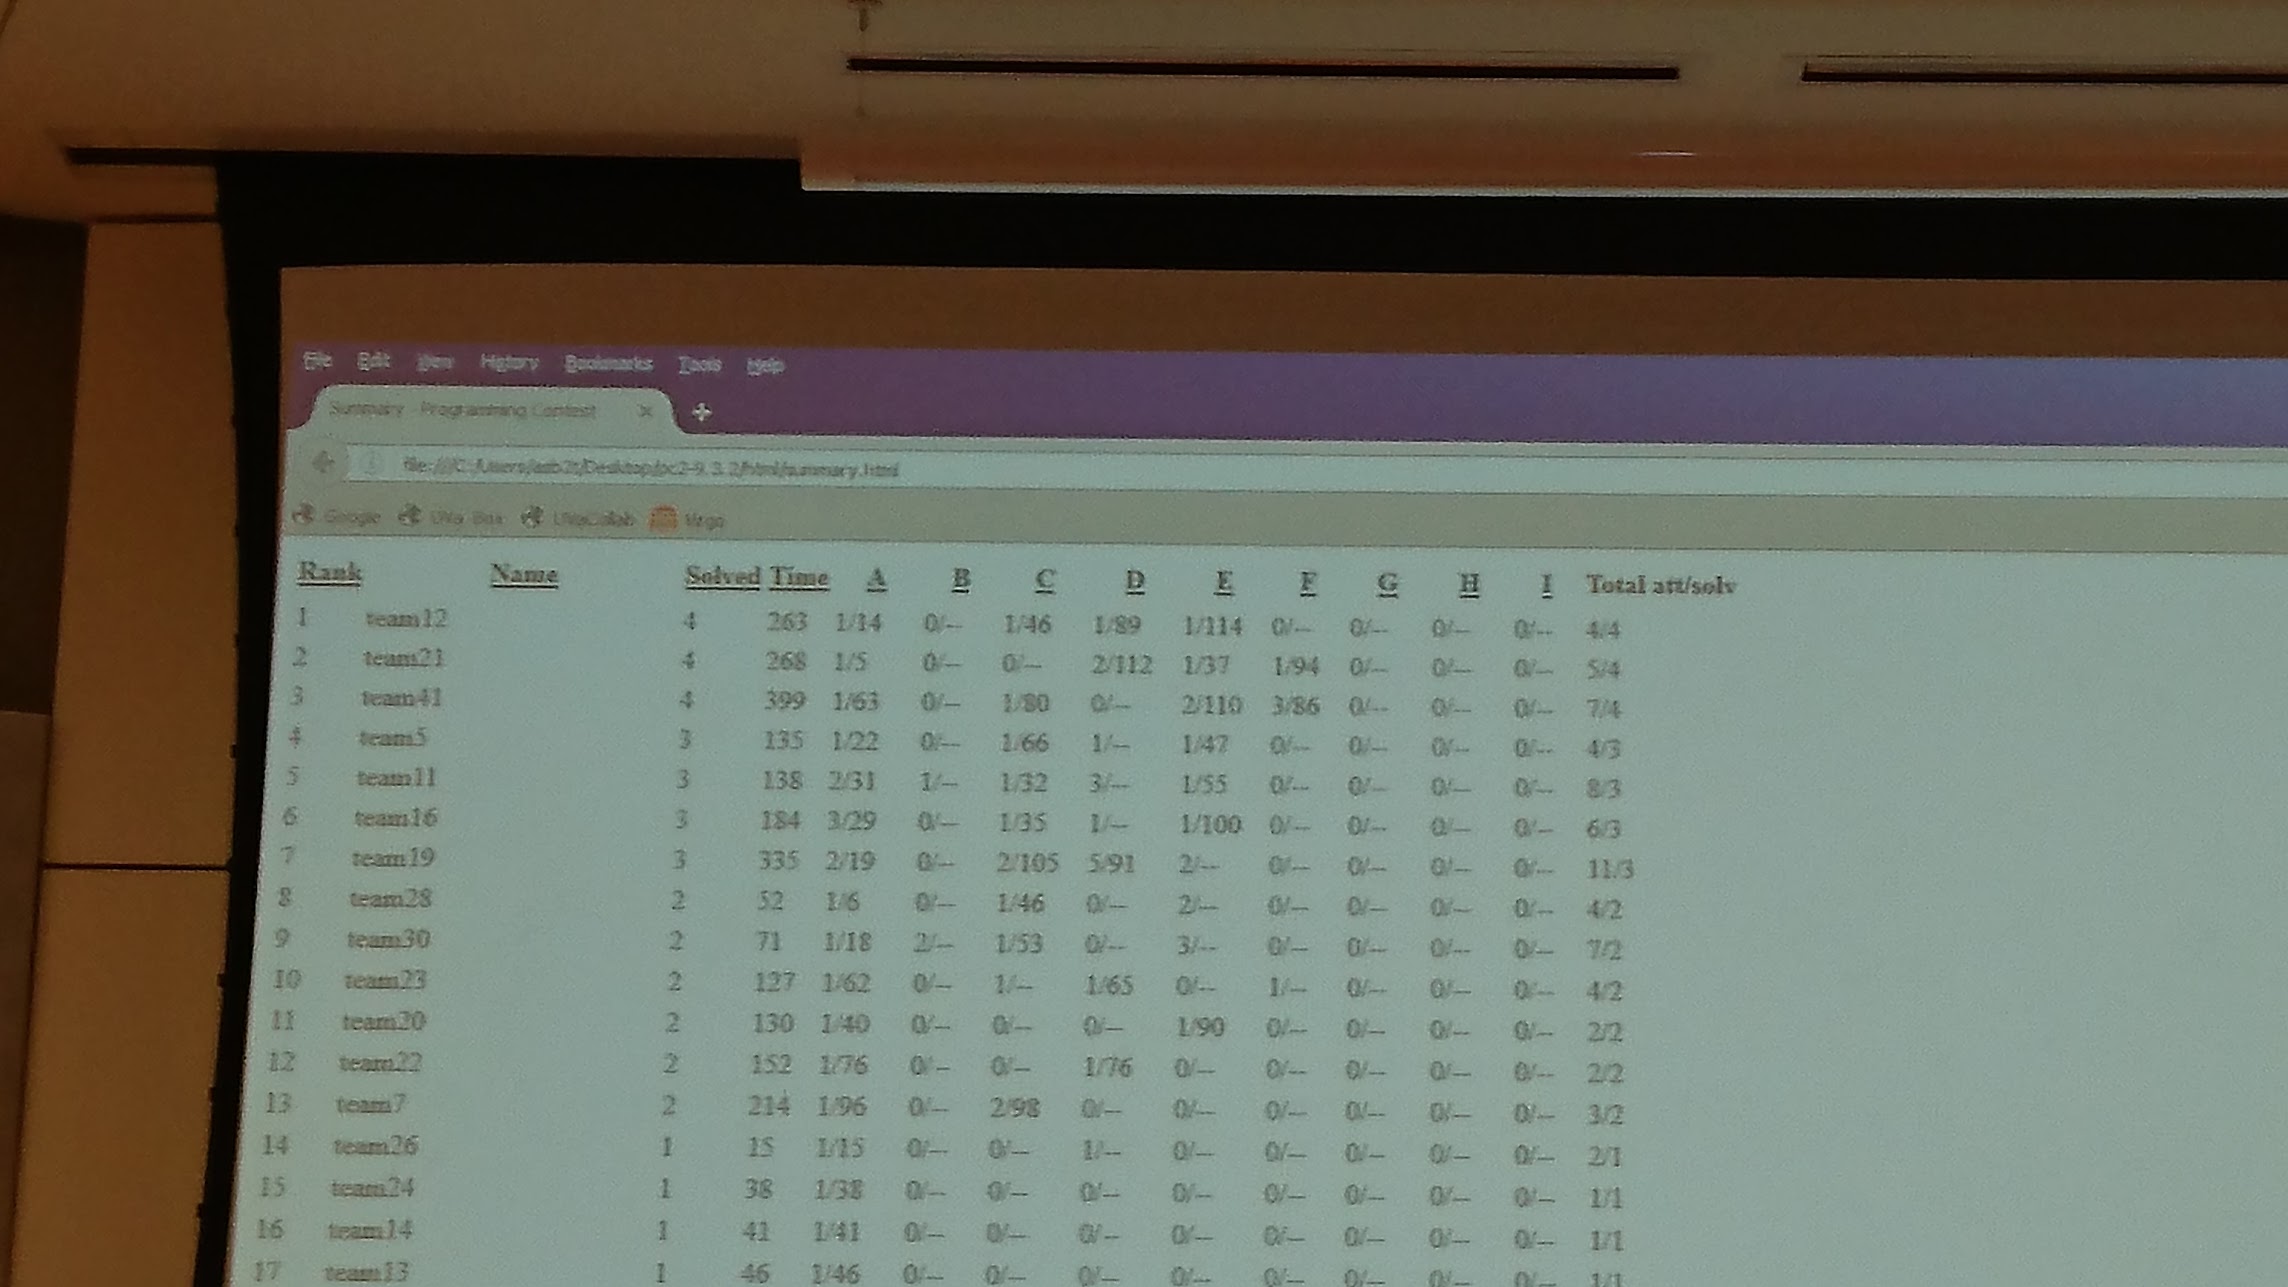 File Edit View History Bookmarks Tools Help
Summary - Programming Contest × +
file:///C:/Users/asb2t/Desktop/pc2-9.3.2/html/summary.html
Google UVa Box UVaCollab Virgo
Rank Name Solved Time A B C D E F G H I Total att/solv
1 team12 4 263 1/14 0/-- 1/46 1/89 1/114 0/-- 0/-- 0/-- 0/-- 4/4
2 team21 4 268 1/5 0/-- 0/-- 2/112 1/37 1/94 0/-- 0/-- 0/-- 5/4
3 team41 4 399 1/63 0/-- 1/80 0/-- 2/110 3/86 0/-- 0/-- 0/-- 7/4
4 team5 3 135 1/22 0/-- 1/66 1/-- 1/47 0/-- 0/-- 0/-- 0/-- 4/3
5 team11 3 138 2/31 1/-- 1/32 3/-- 1/55 0/-- 0/-- 0/-- 0/-- 8/3
6 team16 3 184 3/29 0/-- 1/35 1/-- 1/100 0/-- 0/-- 0/-- 0/-- 6/3
7 team19 3 335 2/19 0/-- 2/105 5/91 2/-- 0/-- 0/-- 0/-- 0/-- 11/3
8 team28 2 52 1/6 0/-- 1/46 0/-- 2/-- 0/-- 0/-- 0/-- 0/-- 4/2
9 team30 2 71 1/18 2/-- 1/53 0/-- 3/-- 0/-- 0/-- 0/-- 0/-- 7/2
10 team23 2 127 1/62 0/-- 1/-- 1/65 0/-- 1/-- 0/-- 0/-- 0/-- 4/2
11 team20 2 130 1/40 0/-- 0/-- 0/-- 1/90 0/-- 0/-- 0/-- 0/-- 2/2
12 team22 2 152 1/76 0/-- 0/-- 1/76 0/-- 0/-- 0/-- 0/-- 0/-- 2/2
13 team7 2 214 1/96 0/-- 2/98 0/-- 0/-- 0/-- 0/-- 0/-- 0/-- 3/2
14 team26 1 15 1/15 0/-- 0/-- 1/-- 0/-- 0/-- 0/-- 0/-- 0/-- 2/1
15 team24 1 38 1/38 0/-- 0/-- 0/-- 0/-- 0/-- 0/-- 0/-- 0/-- 1/1
16 team14 1 41 1/41 0/-- 0/-- 0/-- 0/-- 0/-- 0/-- 0/-- 0/-- 1/1
17 team13 1 46 1/46 0/-- 0/-- 0/-- 0/-- 0/-- 0/-- 0/-- 0/-- 1/1